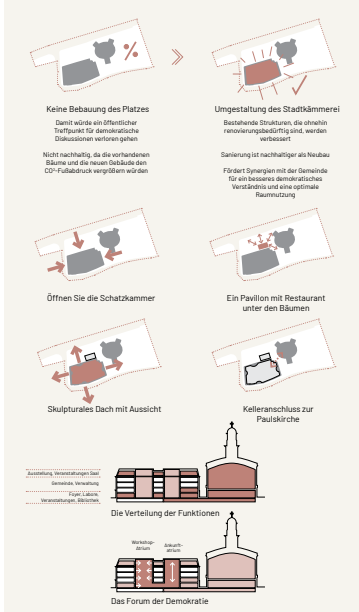 %
Keine Bebauung des Platzes
Damit würde ein öffentlicher
Treffpunkt für demokratische
Diskussionen verloren gehen
Nicht nachhaltig, da die vorhandenen
Bäume und die neuen Gebäude den
CO²-Fußabdruck vergrößern würden
Umgestaltung des Stadtkämmerei
Bestehende Strukturen, die ohnehin
renovierungsbedürftig sind, werden
verbessert
Sanierung ist nachhaltiger als Neubau
Fördert Synergien mit der Gemeinde
für ein besseres demokratisches
Verständnis und eine optimale
Raumnutzung
Öffnen Sie die Schatzkammer
Ein Pavillon mit Restaurant
unter den Bäumen
Skulpturales Dach mit Aussicht
Kelleranschluss zur
Paulskirche
Ausstellung, Veranstaltungen Saal
Gemeinde, Verwaltung
Foyer, Labore,
Veranstaltungen, Bibliothek
Die Verteilung der Funktionen
Workshop-
atrium
Ankunft-
atrium
Das Forum der Demokratie